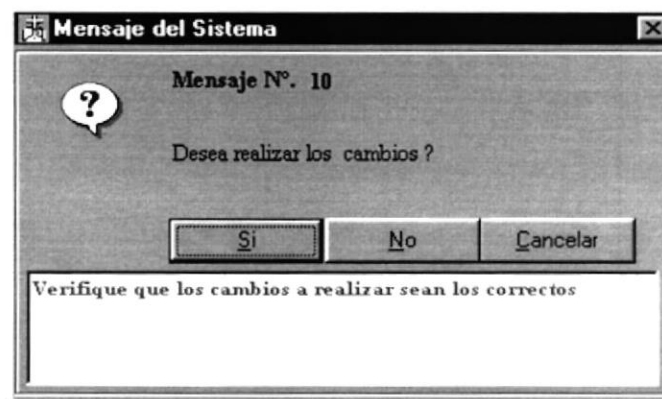 Mensaje del Sistema
Mensaje Nº. 10
?
Desea realizar los cambios ?
Si No Cancelar
Verifique que los cambios a realizar sean los correctos